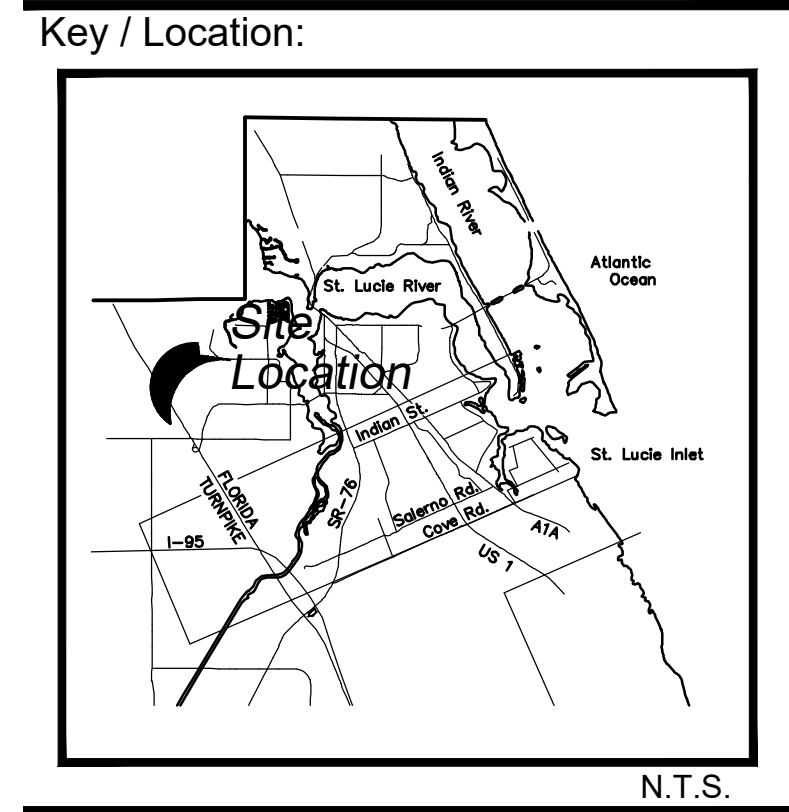 Key / Location:
Indian River
Atlantic
Ocean
St. Lucie River
Site
Location
Indian St.
St. Lucie Inlet
FLORIDA
TURNPIKE
SR-76
Salerno Rd.
Cove Rd.
A1A
I-95
US 1
N.T.S.